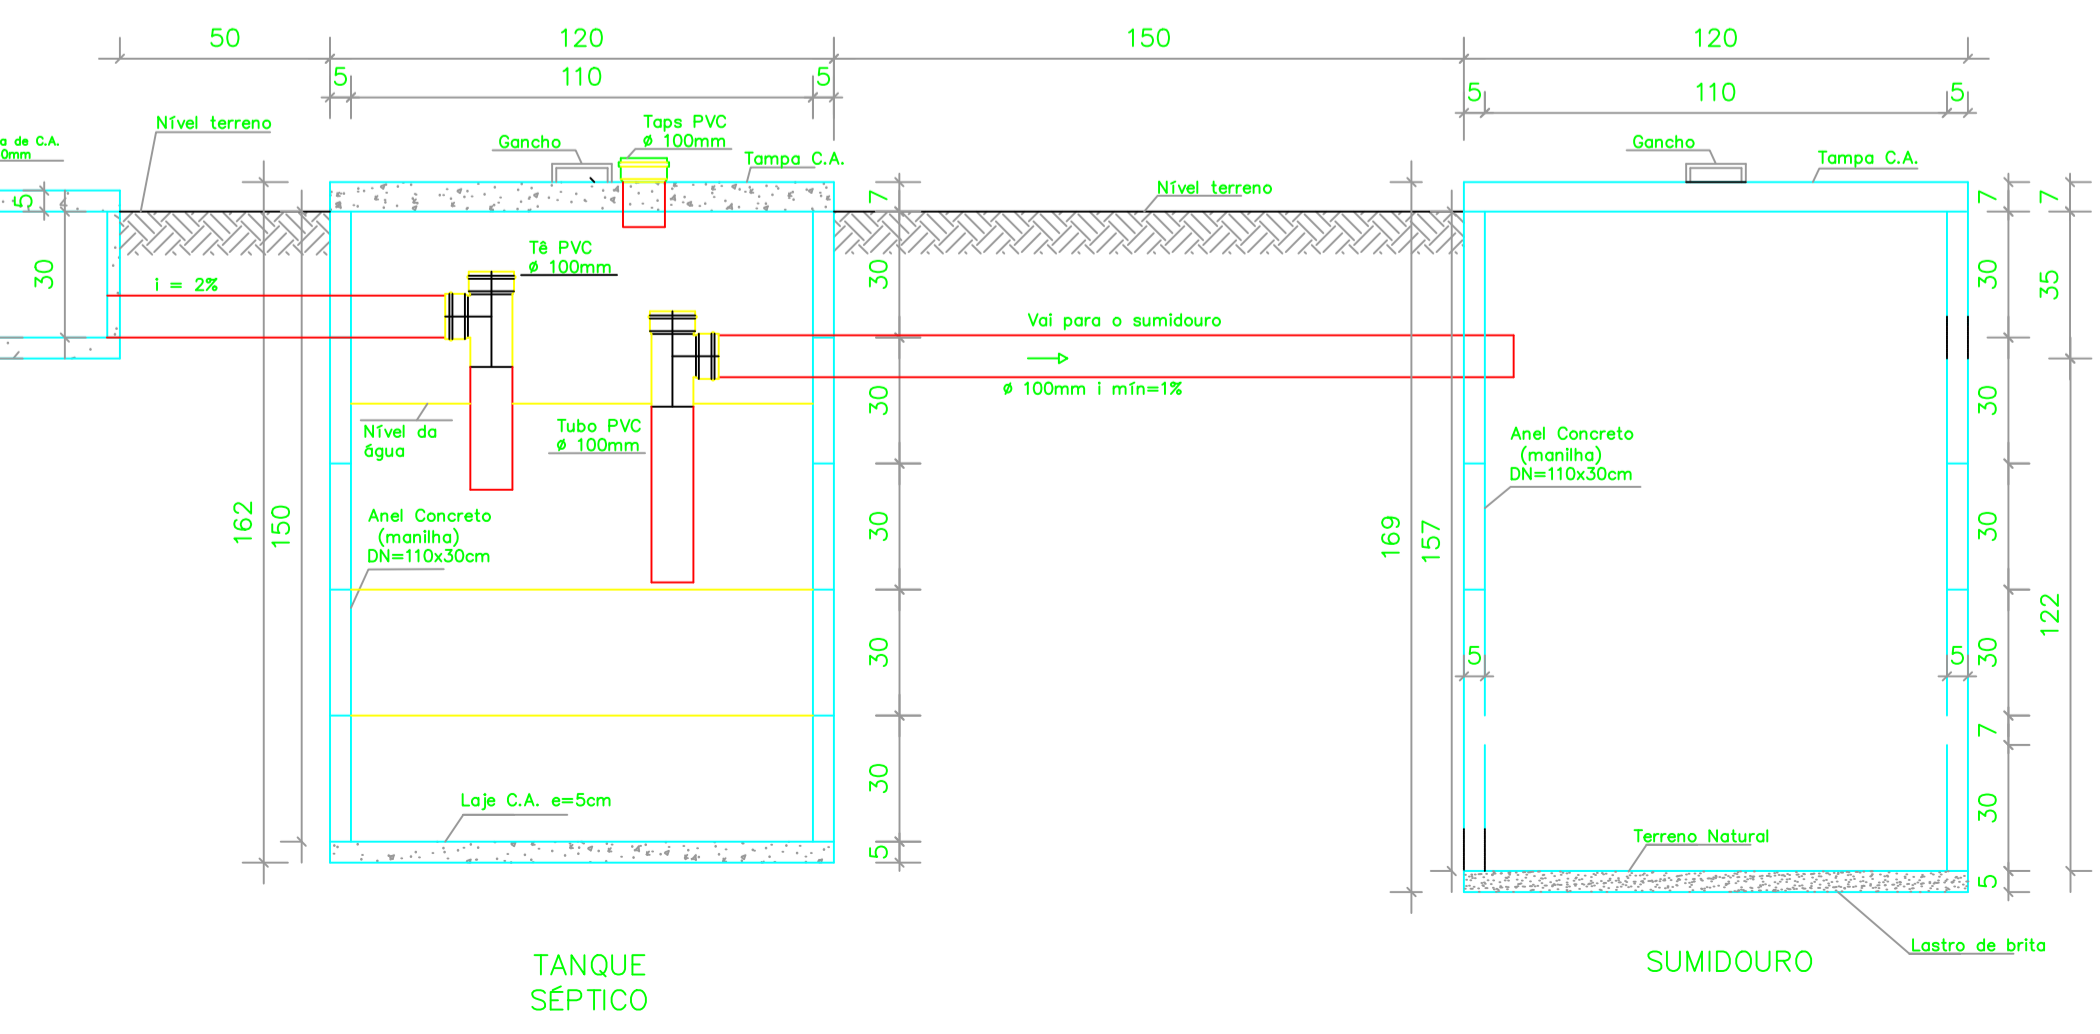 50
120
150
120
5
110
5
5
110
5
Nível terreno
Gancho
Taps PVC
ø 100mm
Tampa C.A.
Gancho
Tampa C.A.
a de C.A.
0mm
Nível terreno
5
30
i = 2%
Tê PVC
ø 100mm
7
30
30
30
30
30
5
Vai para o sumidouro
ø 100mm i mín=1%
Nível da
água
Tubo PVC
ø 100mm
Anel Concreto
(manilha)
DN=110x30cm
162
150
Laje C.A. e=5cm
169
157
Anel Concreto
(manilha)
DN=110x30cm
5
5
7
30
30
30
30
7
30
5
7
35
122
Terreno Natural
Lastro de brita
TANQUE
SÉPTICO
SUMIDOURO